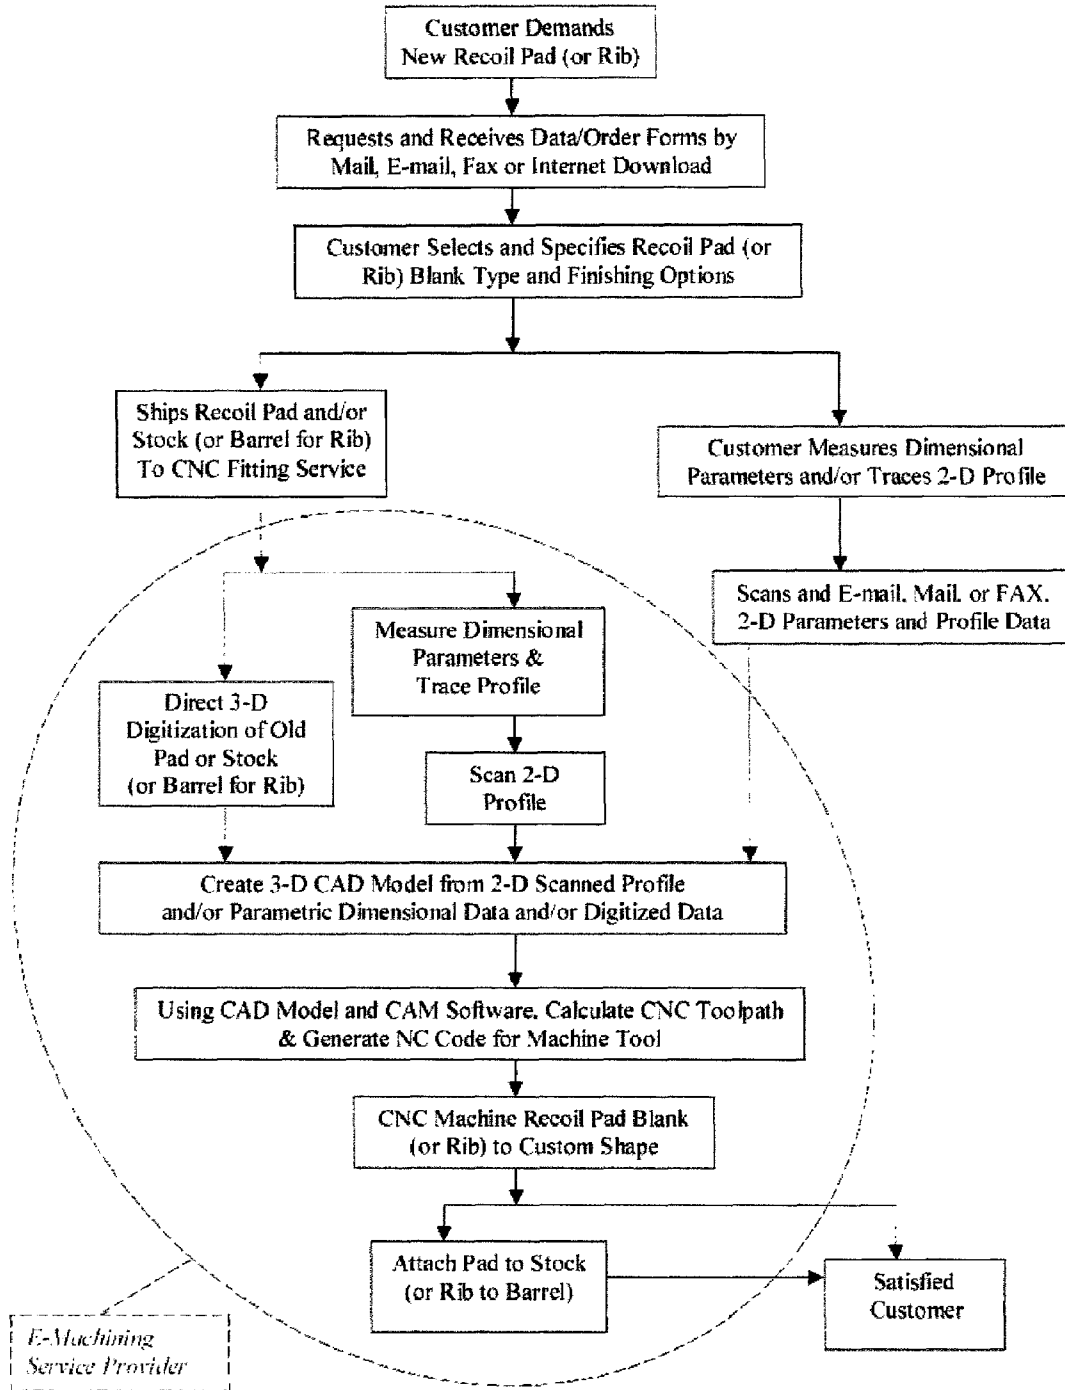 Customer Demands
New Recoil Pad (or Rib)
Requests and Receives Data/Order Forms by
Mail, E-mail, Fax or Internet Download
Customer Selects and Specifies Recoil Pad (or
Rib) Blank Type and Finishing Options
Ships Recoil Pad and/or
Stock (or Barrel for Rib)
To CNC Fitting Service
Customer Measures Dimensional
Parameters and/or Traces 2-D Profile
Scans and E-mail. Mail. or FAX.
2-D Parameters and Profile Data
Measure Dimensional
Parameters &
Trace Profile
Direct 3-D
Digitization of Old
Pad or Stock
(or Barrel for Rib)
Scan 2-D
Profile
Create 3-D CAD Model from 2-D Scanned Profile
and/or Parametric Dimensional Data and/or Digitized Data
Using CAD Model and CAM Software. Calculate CNC Toolpath
& Generate NC Code for Machine Tool
CNC Machine Recoil Pad Blank
(or Rib) to Custom Shape
Attach Pad to Stock
(or Rib to Barrel)
Satisfied
Customer
E-Machining
Service Provider